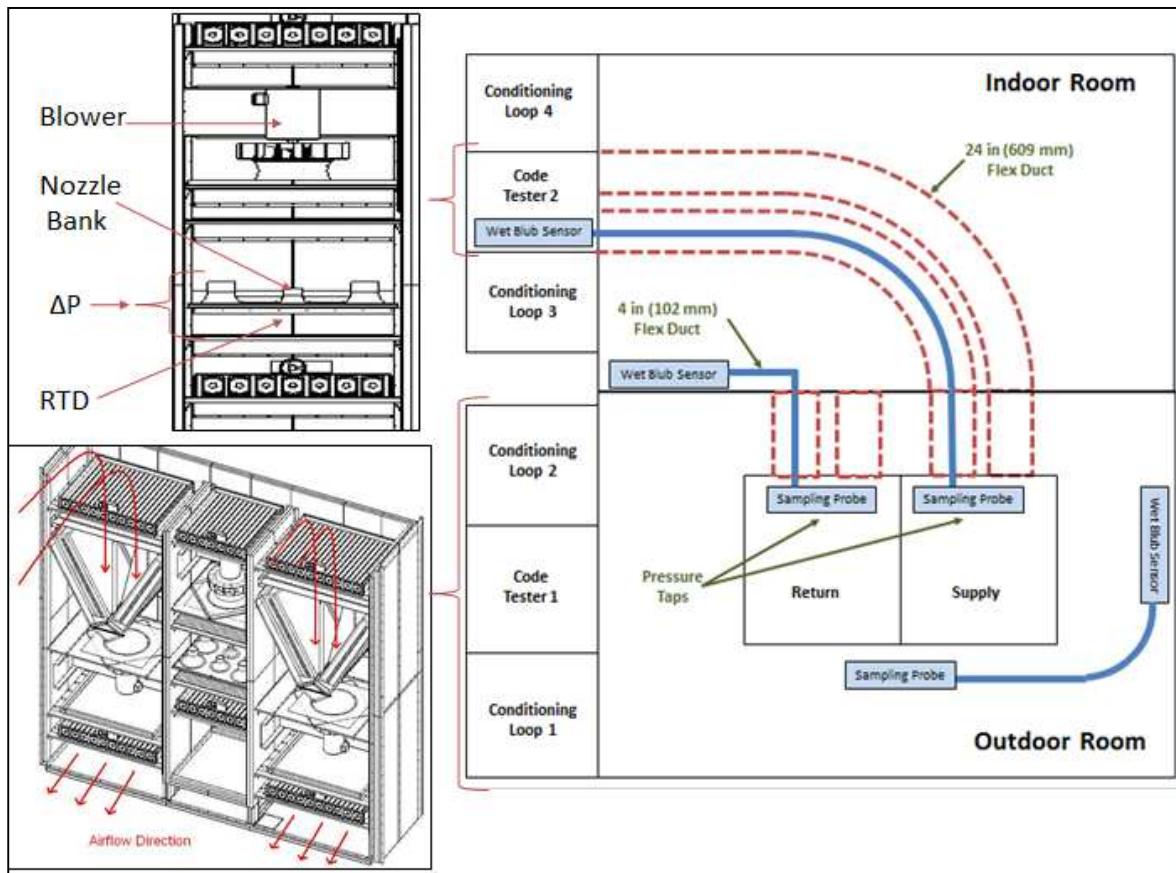 Blower
Nozzle
Bank
ΔP
RTD
Airflow Direction
Conditioning
Loop 4
Code
Tester 2
Wet Blub Sensor
Conditioning
Loop 3
Conditioning
Loop 2
Code
Tester 1
Conditioning
Loop 1
Indoor Room
24 in (609 mm)
Flex Duct
4 in (102 mm)
Flex Duct
Wet Blub Sensor
Sampling Probe
Sampling Probe
Pressure
Taps
Return
Supply
Wet Blub Sensor
Sampling Probe
Outdoor Room